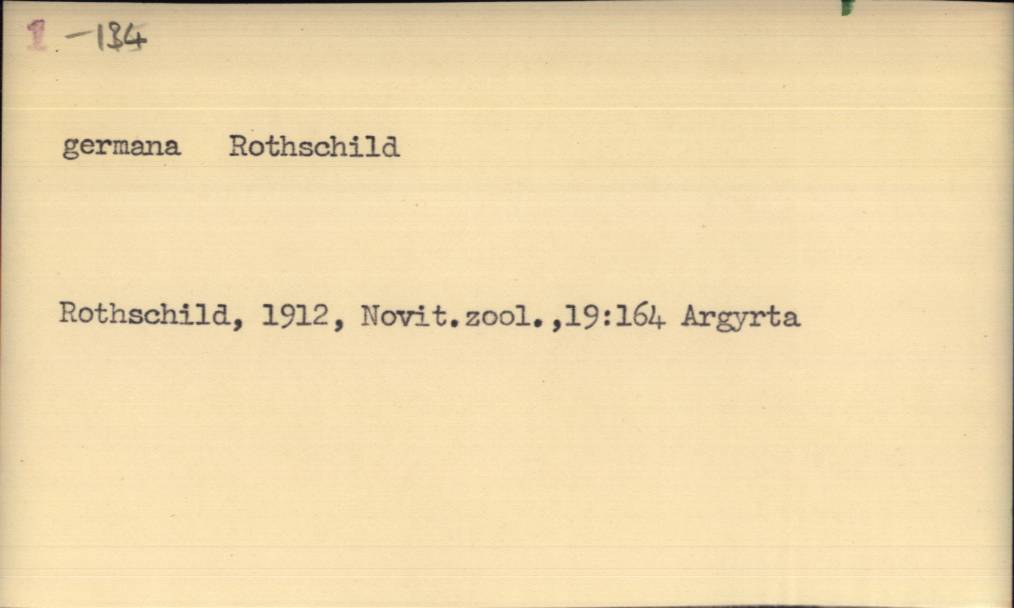 1 -134
germana Rothschild
Rothschild, 1912, Novit.zool.,19:164 Argyrta